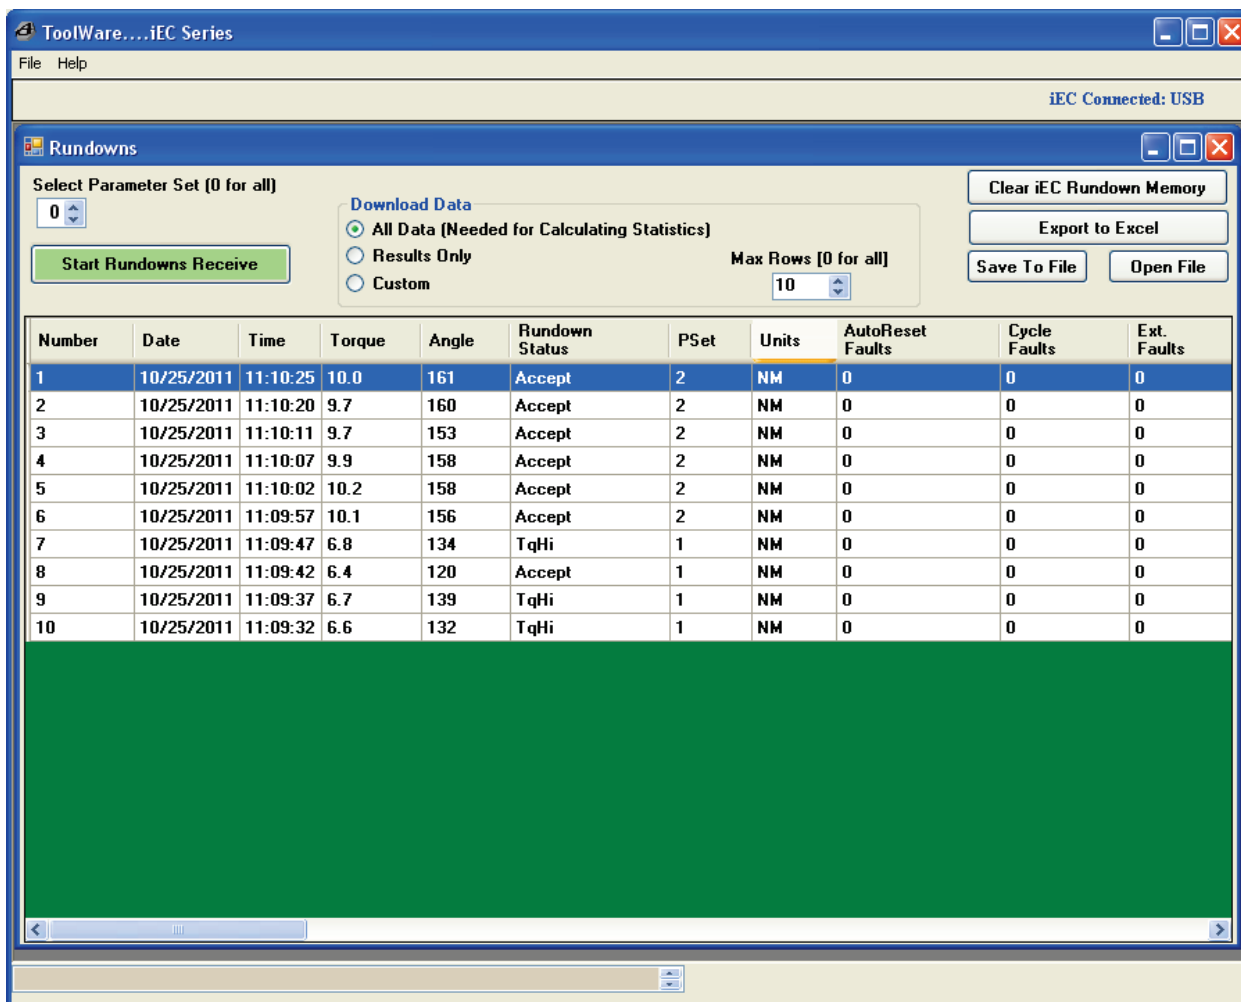 ToolWare....iEC Series
File Help
iEC Connected: USB
Rundowns
Select Parameter Set (0 for all)
0
Start Rundowns Receive
Download Data
All Data (Needed for Calculating Statistics)
Results Only
Custom
Max Rows [0 for all]
10
Clear iEC Rundown Memory
Export to Excel
Save To File Open File
Number Date Time Torque Angle Rundown Status PSet Units AutoReset Faults Cycle Faults Ext. Faults
1 10/25/2011 11:10:25 10.0 161 Accept 2 NM 0 0 0
2 10/25/2011 11:10:20 9.7 160 Accept 2 NM 0 0 0
3 10/25/2011 11:10:11 9.7 153 Accept 2 NM 0 0 0
4 10/25/2011 11:10:07 9.9 158 Accept 2 NM 0 0 0
5 10/25/2011 11:10:02 10.2 158 Accept 2 NM 0 0 0
6 10/25/2011 11:09:57 10.1 156 Accept 2 NM 0 0 0
7 10/25/2011 11:09:47 6.8 134 TqHi 1 NM 0 0 0
8 10/25/2011 11:09:42 6.4 120 Accept 1 NM 0 0 0
9 10/25/2011 11:09:37 6.7 139 TqHi 1 NM 0 0 0
10 10/25/2011 11:09:32 6.6 132 TqHi 1 NM 0 0 0